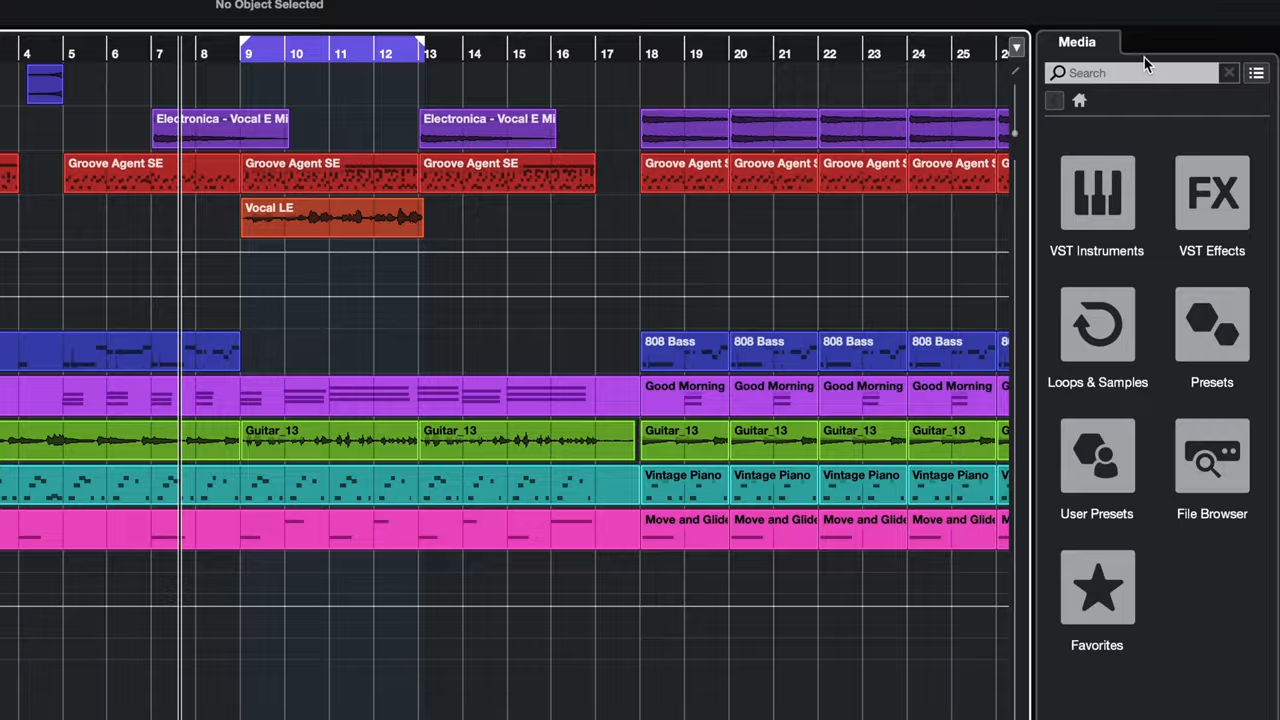 No Object Selected
4 5 6 7 8 9 10 11 12 13 14 15 16 17 18 19 20 21 22 23 24 25
Electronica - Vocal E Mi Electronica - Vocal E Mi
Groove Agent SE Groove Agent SE Groove Agent SE Groove Agent S Groove Agent S Groove Agent S Groove Agent S G
Vocal LE
808 Bass 808 Bass 808 Bass 808 Bass 80
Good Morning Good Morning Good Morning Good Morning G
Guitar_13 Guitar_13 Guitar_13 Guitar_13 Guitar_13 Guitar_13 G
Vintage Piano Vintage Piano Vintage Piano Vintage Piano V
Move and Glide Move and Glide Move and Glide Move and Glide M
Media
Search
FX
VST Instruments VST Effects
Loops & Samples Presets
User Presets File Browser
Favorites